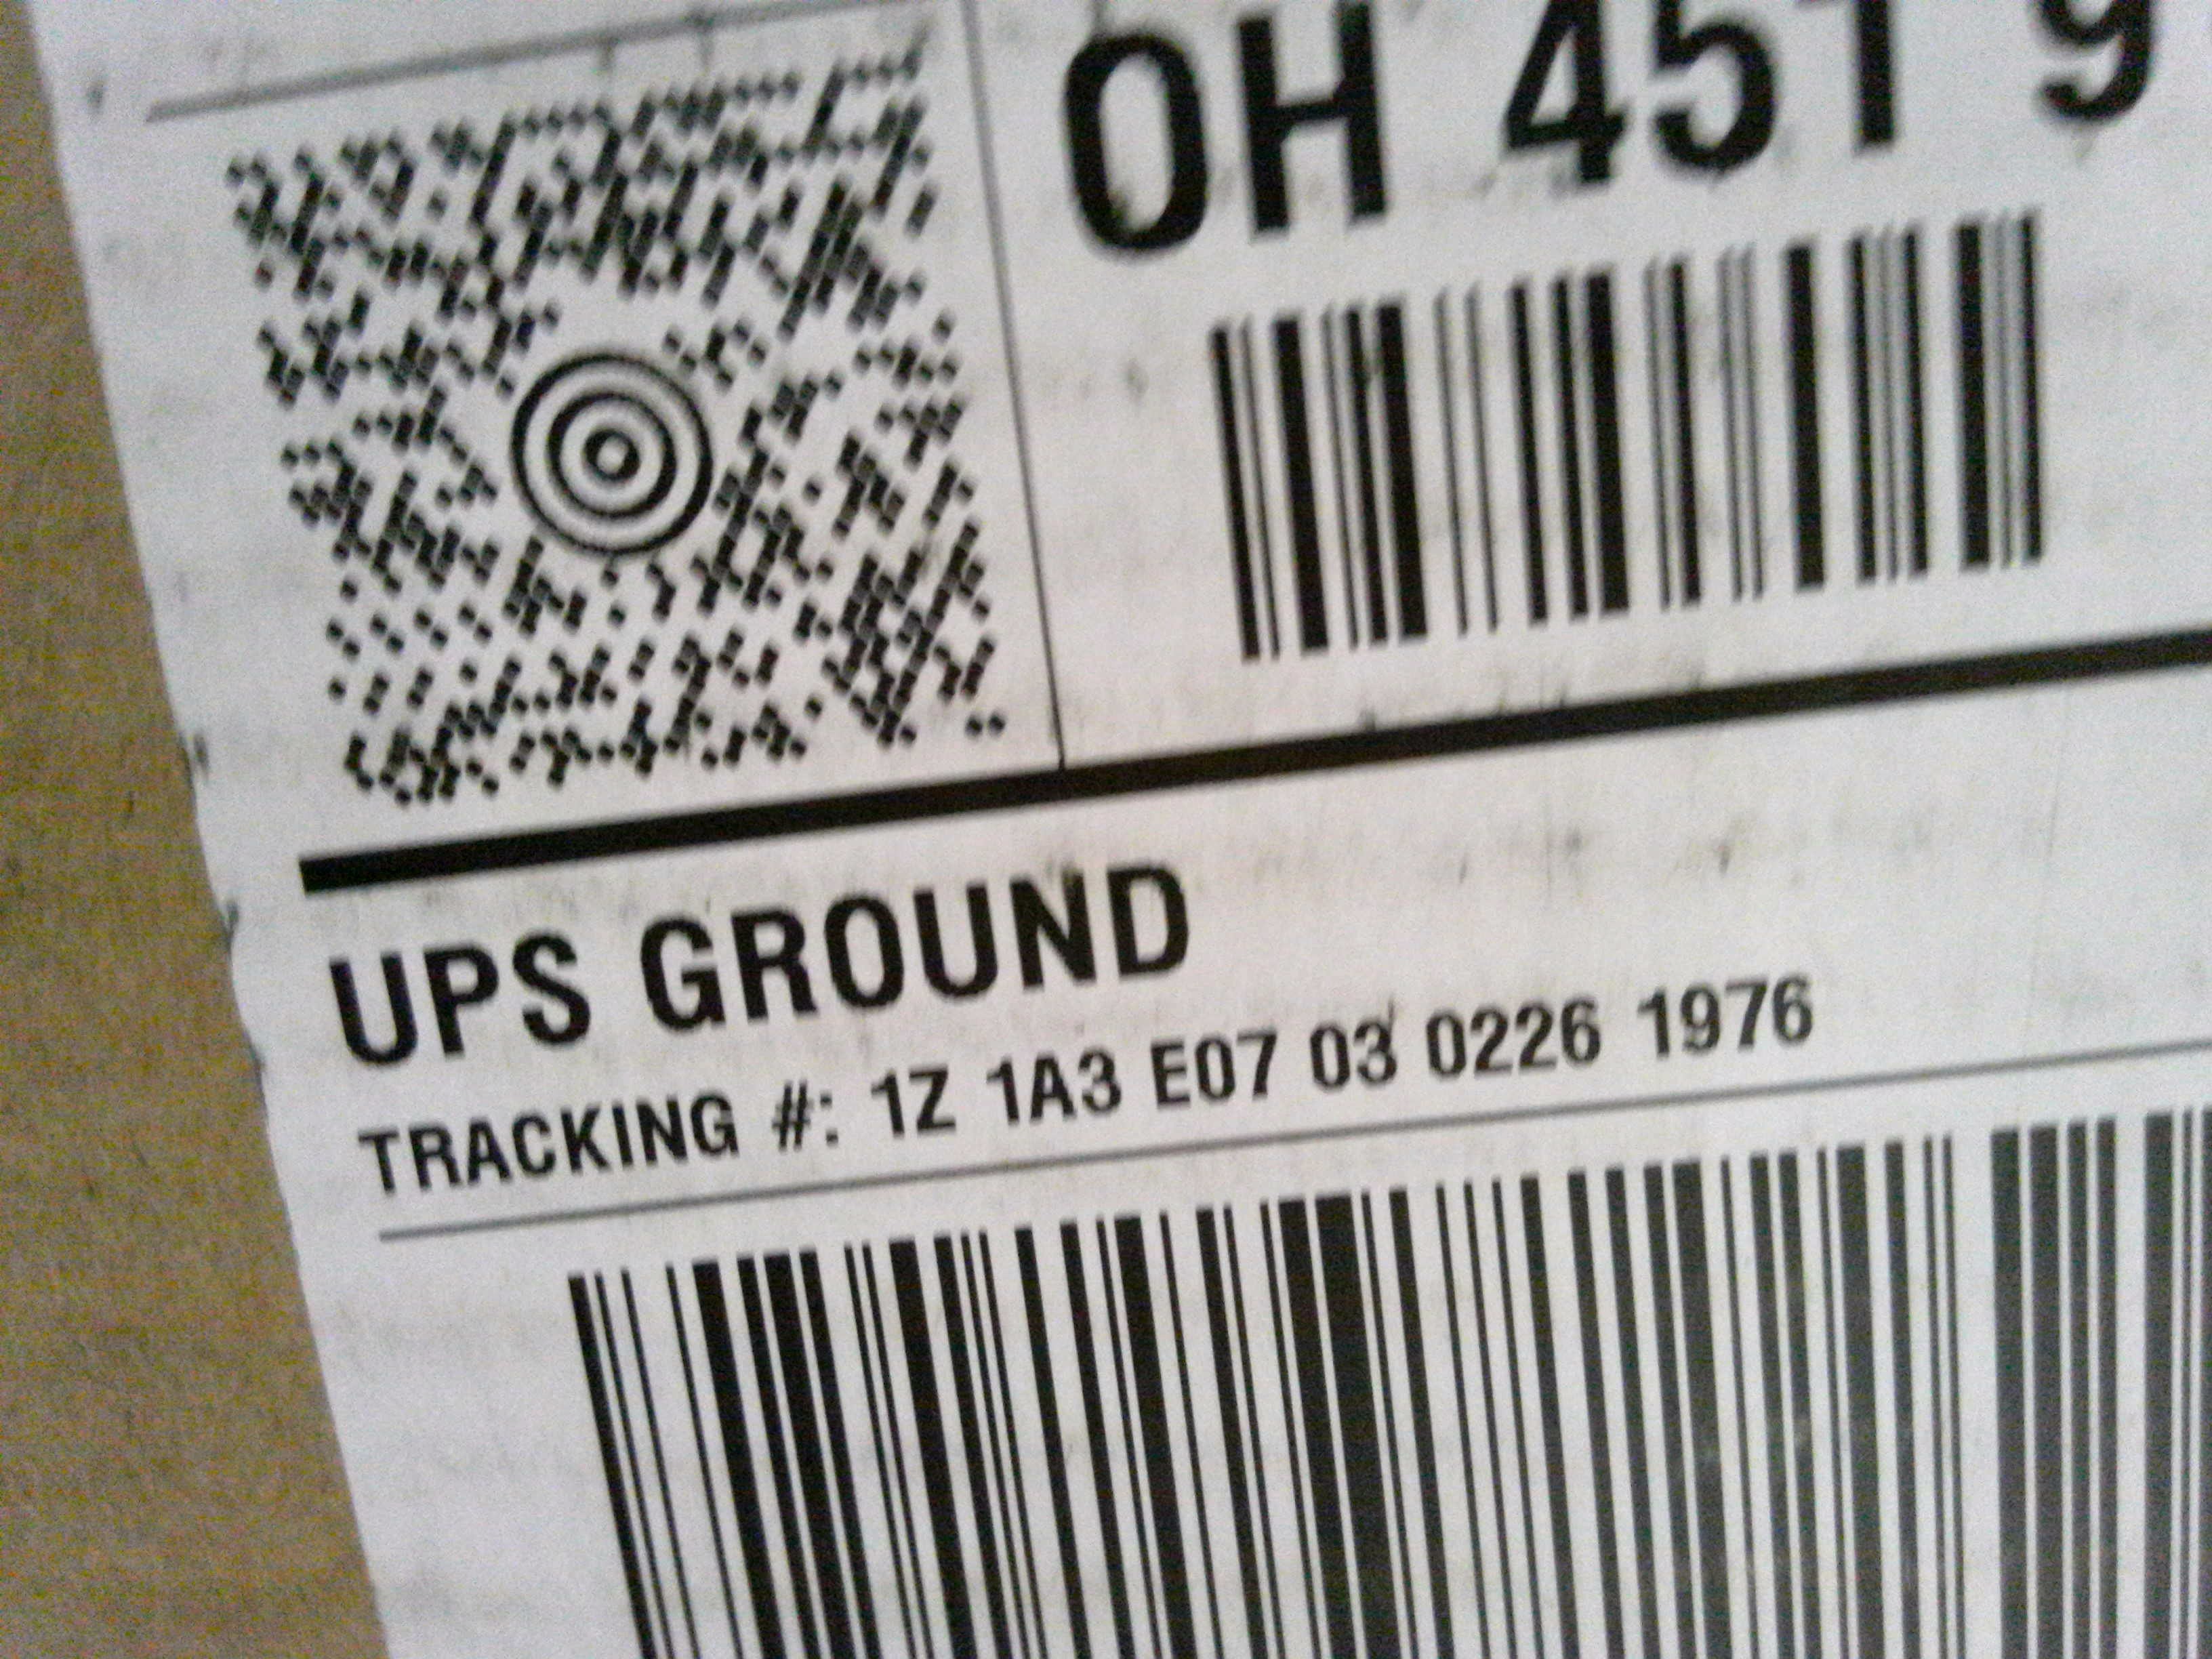 OH 451 9
UPS GROUND
TRACKING #: 1Z 1A3 E07 03 0226 1976